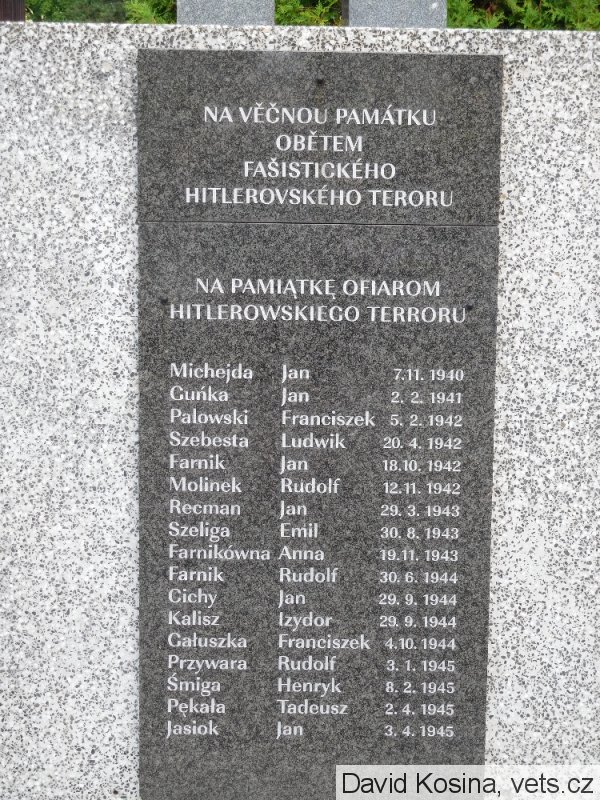 NA VĚČNOU PAMÁTKU
OBĚTEM
FAŠISTICKÉHO
HITLEROVSKÉHO TERORU
NA PAMIĄTKĘ OFIAROM
HITLEROWSKIEGO TERRORU
Michejda Jan 7.11. 1940
Guńka Jan 2. 2. 1941
Palowski Franciszek 5. 2. 1942
Szebesta Ludwik 20. 4. 1942
Farnik Jan 18.10. 1942
Molinek Rudolf 12.11. 1942
Recman Jan 29. 3. 1943
Szeliga Emil 30. 8. 1943
Farnikówna Anna 19.11. 1943
Farnik Rudolf 30. 6. 1944
Cichy Jan 29. 9. 1944
Kalisz Izydor 29. 9. 1944
Gałuszka Franciszek 4.10. 1944
Przywara Rudolf 3. 1. 1945
Śmiga Henryk 8. 2. 1945
Pękała Tadeusz 2. 4. 1945
Jasiok Jan 3. 4. 1945
David Kosina, vets.cz